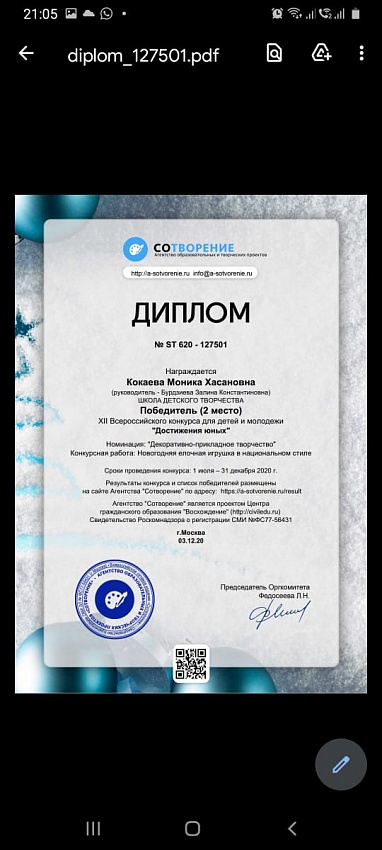 21:05
diplom_127501.pdf
СОТВОРЕНИЕ
Агентство образовательных и творческих проектов
http://a-sotvorenie.ru info@a-sotvorenie.ru
ДИПЛОМ
№ ST 620 - 127501
Награждается
Кокаева Моника Хасановна
(руководитель - Бурдзиева Залина Константиновна)
ШКОЛА ДЕТСКОГО ТВОРЧЕСТВА
Победитель (2 место)
XII Всероссийского конкурса для детей и молодежи
"Достижения юных"
Номинация: "Декоративно-прикладное творчество"
Конкурсная работа: Новогодняя елочная игрушка в национальном стиле
Сроки проведения конкурса: 1 июля – 31 декабря 2020 г.
Результаты конкурса и список победителей размещены
на сайте Агентства "Сотворение" по адресу: https://a-sotvorenie.ru/result
Агентство "Сотворение" является проектом Центра
гражданского образования "Восхождение" (http://civiledu.ru)
Свидетельство Роскомнадзора о регистрации СМИ №ФС77-56431
г.Москва
03.12.20
Председатель Оргкомитета
Федосеева Л.Н.